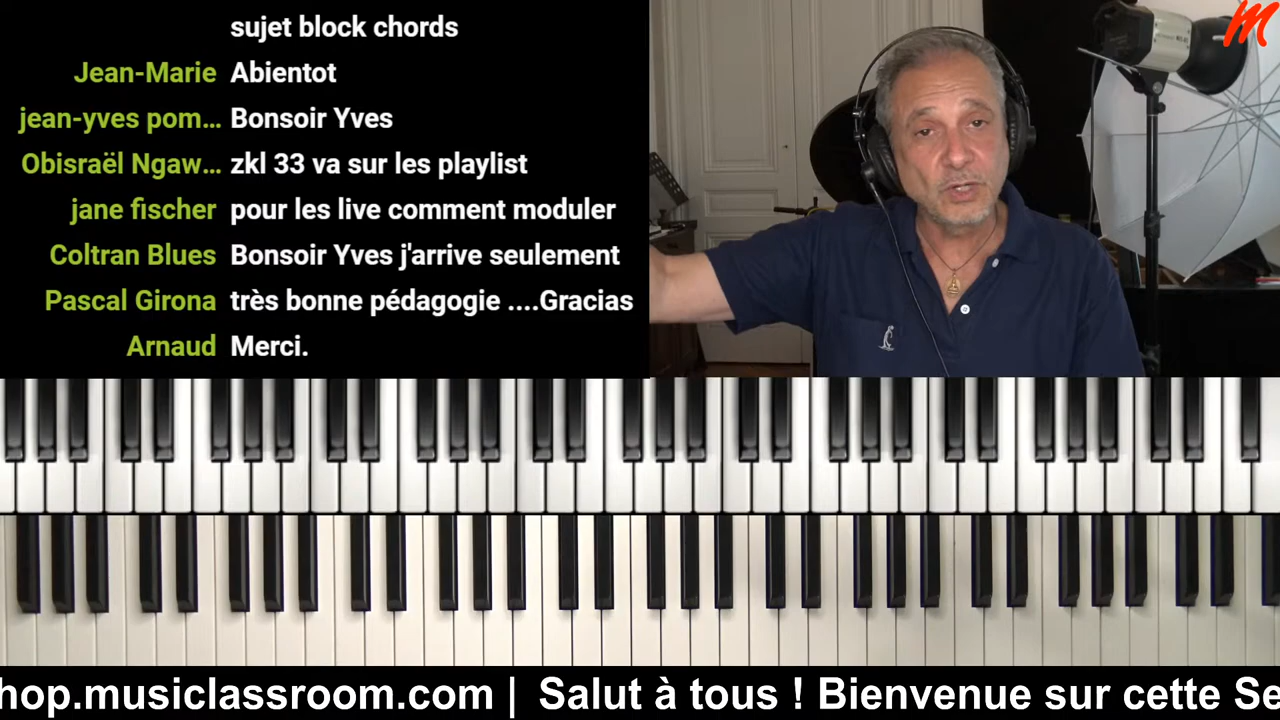 sujet block chords
Jean-Marie Abientot
jean-yves pom... Bonsoir Yves
Obisraël Ngaw... zkl 33 va sur les playlist
jane fischer pour les live comment moduler
Coltran Blues Bonsoir Yves j'arrive seulement
Pascal Girona très bonne pédagogie ....Gracias
Arnaud Merci.
hop.musiclassroom.com | Salut à tous ! Bienvenue sur cette Se